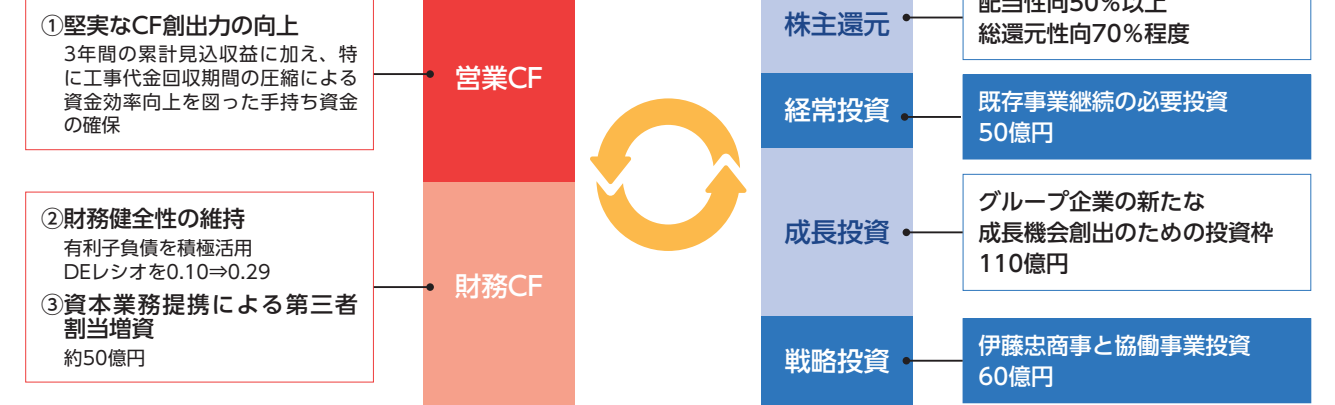 ①堅実なCF創出力の向上
3年間の累計見込収益に加え、特
に工事代金回収期間の圧縮による
資金効率向上を図った手持ち資金
の確保
営業CF
②財務健全性の維持
有利子負債を積極活用
DEレシオを0.10⇒0.29
③資本業務提携による第三者
割当増資
約50億円
財務CF
株主還元
配当性向50%以上
総還元性向70%程度
経常投資
既存事業継続の必要投資
50億円
成長投資
グループ企業の新たな
成長機会創出のための投資枠
110億円
戦略投資
伊藤忠商事と協働事業投資
60億円